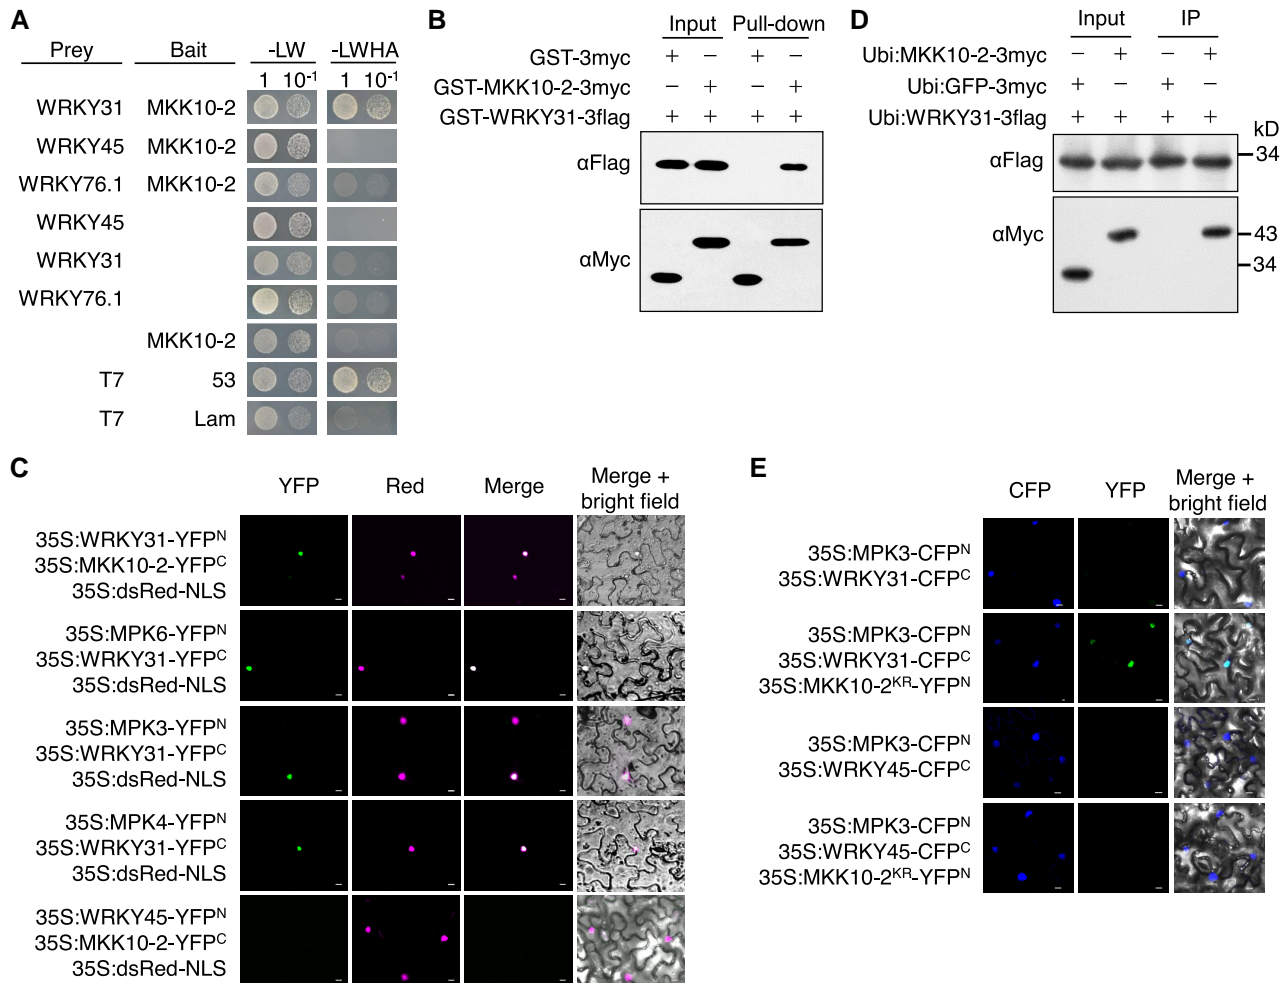 A
Prey Bait -LW -LWHA
1 10⁻¹ 1 10⁻¹
WRKY31 MKK10-2
WRKY45 MKK10-2
WRKY76.1 MKK10-2
WRKY45
WRKY31
WRKY76.1
MKK10-2
T7 53
T7 Lam
B
Input Pull-down
GST-3myc + − + −
GST-MKK10-2-3myc − + − +
GST-WRKY31-3flag + + + +
αFlag
αMyc
D
Input IP
Ubi:MKK10-2-3myc − + − +
Ubi:GFP-3myc + − + −
Ubi:WRKY31-3flag + + + +
kD
αFlag 34
αMyc 43
34
C
YFP Red Merge Merge +
bright field
35S:WRKY31-YFPᴺ
35S:MKK10-2-YFPᶜ
35S:dsRed-NLS
35S:MPK6-YFPᴺ
35S:WRKY31-YFPᶜ
35S:dsRed-NLS
35S:MPK3-YFPᴺ
35S:WRKY31-YFPᶜ
35S:dsRed-NLS
35S:MPK4-YFPᴺ
35S:WRKY31-YFPᶜ
35S:dsRed-NLS
35S:WRKY45-YFPᴺ
35S:MKK10-2-YFPᶜ
35S:dsRed-NLS
E
CFP YFP Merge +
bright field
35S:MPK3-CFPᴺ
35S:WRKY31-CFPᶜ
35S:MPK3-CFPᴺ
35S:WRKY31-CFPᶜ
35S:MKK10-2ᴷᴿ-YFPᴺ
35S:MPK3-CFPᴺ
35S:WRKY45-CFPᶜ
35S:MPK3-CFPᴺ
35S:WRKY45-CFPᶜ
35S:MKK10-2ᴷᴿ-YFPᴺ